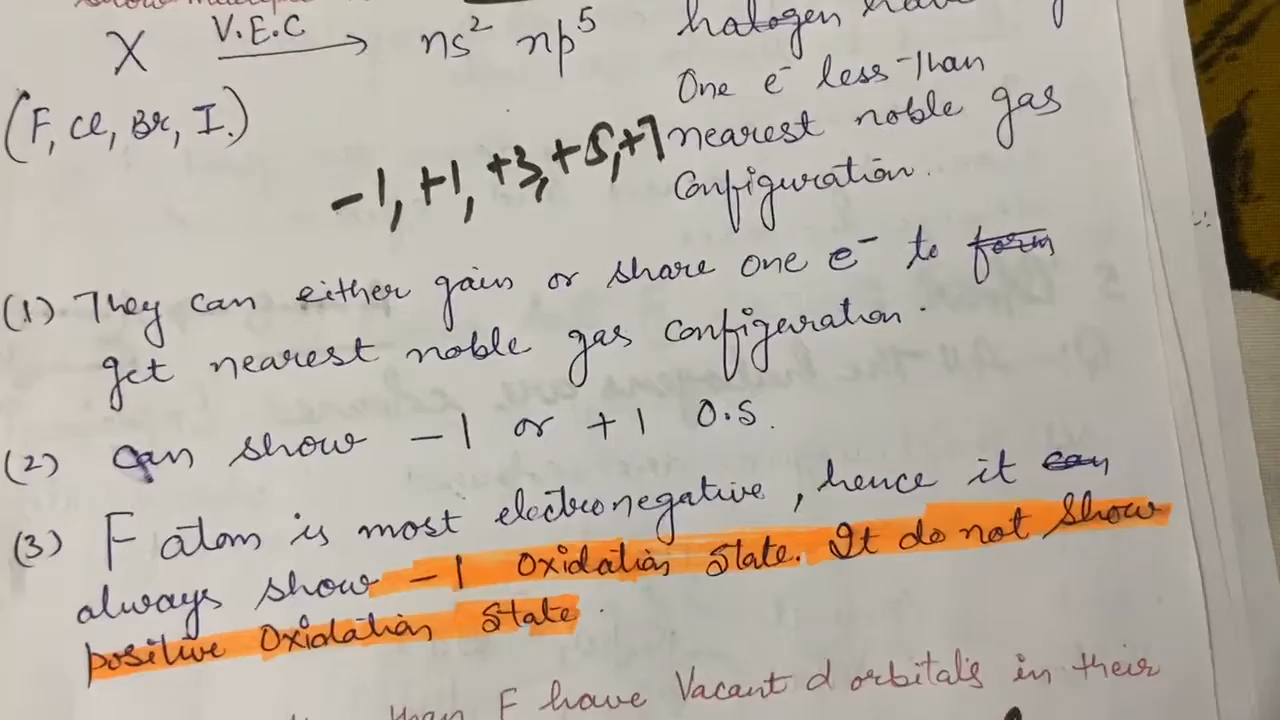 X V.E.C → ns² np⁵ halogen have
One e⁻ less than
(F, Cl, Br, I.)
nearest noble gas
-1, +1, +3, +5, +7
Configuration.
(1) They can either gain or share one e⁻ to form
get nearest noble gas configuration.
(2) Can show -1 or +1 O.S.
(3) F atom is most electronegative, hence it can
always show -1 Oxidation State. It do not show
positive Oxidation State.
than F have Vacant d orbitals in their